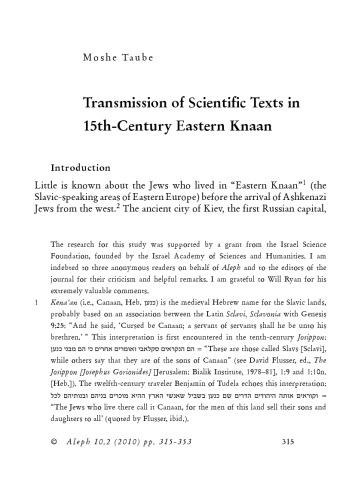 Moshe Taube
Transmission of Scientific Texts in
15th-Century Eastern Knaan
Introduction
Little is known about the Jews who lived in “Eastern Knaan”1 (the
Slavic-speaking areas of Eastern Europe) before the arrival of Ashkenazi
Jews from the west.2 The ancient city of Kiev, the first Russian capital,
The research for this study was supported by a grant from the Israel Science
Foundation, founded by the Israel Academy of Sciences and Humanities. I am
indebted to three anonymous readers on behalf of Aleph and to the editors of the
journal for their criticism and helpful remarks. I am grateful to Will Ryan for his
extremely valuable comments.
1 Kena‘an (i.e., Canaan, Heb. כנען) is the medieval Hebrew name for the Slavic lands,
probably based on an association between the Latin Sclavi, Sclavonia with Genesis
9:25: “And he said, ‘Cursed be Canaan; a servant of servants shall he be unto his
brethren.’ ” This interpretation is first encountered in the tenth-century Josippon:
הם הנקראים סקלאבי ואומרים אחרים כי הם מבני כנען = “These are those called Slavs [Sclavi],
while others say that they are of the sons of Canaan” (see David Flusser, ed., The
Josippon [Josephus Gorionides] [Jerusalem: Bialik Institute, 1978–81], 1:9 and 1:10n.
[Heb.]). The twelfth-century traveler Benjamin of Tudela echoes this interpretation:
וקוראים אותה היהודים הדרים שם כנען בשביל שאנשי הארץ ההיא מוכרים בניהם ובנותיהם לכל =
“The Jews who live there call it Canaan, for the men of this land sell their sons and
daughters to all’ (quoted by Flusser, ibid.).
© Aleph 10.2 (2010) pp. 315-353 315